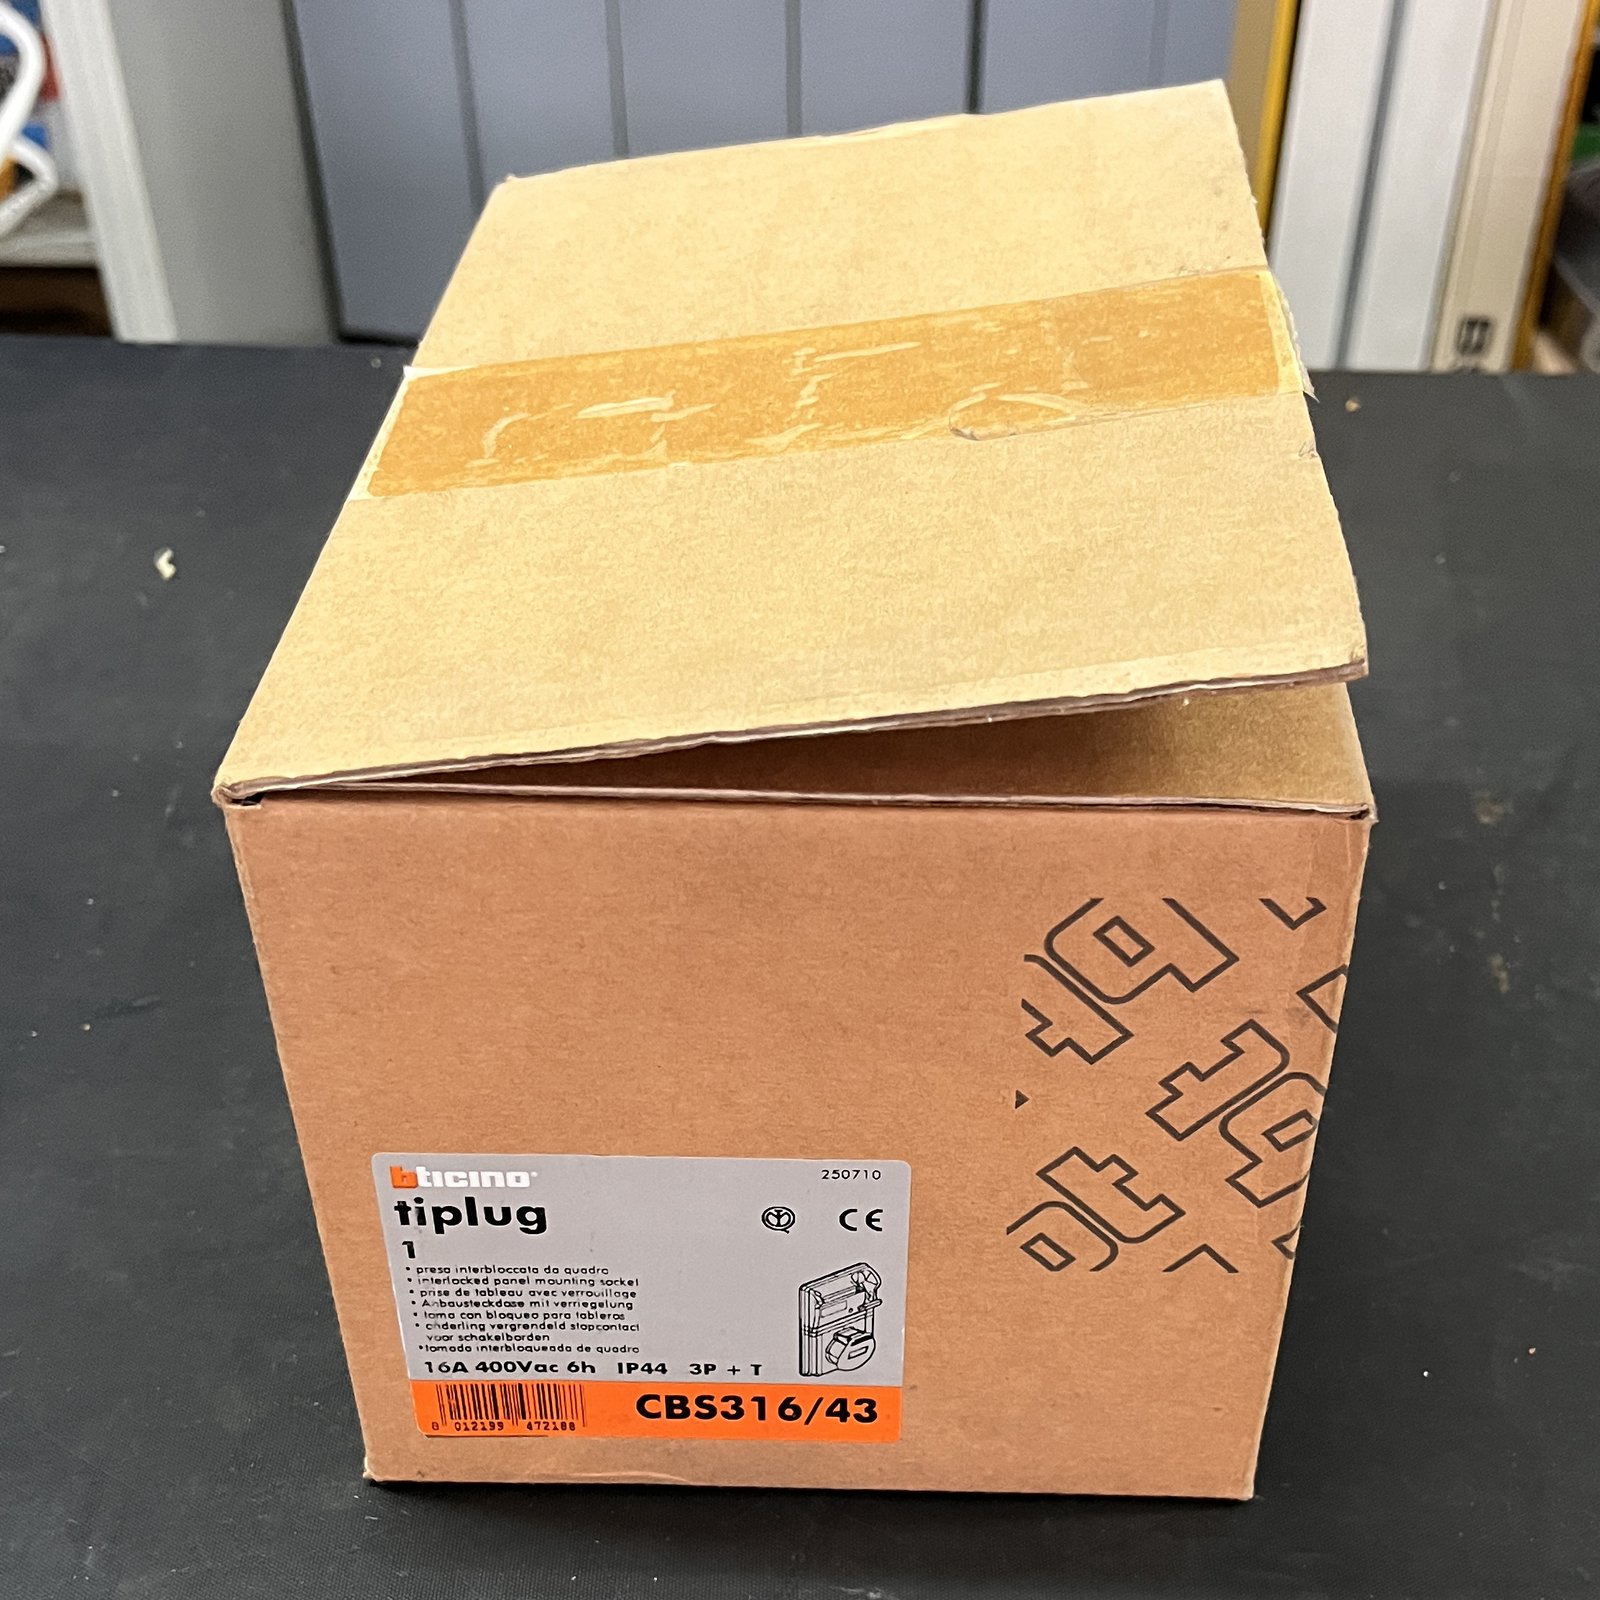 bticino
250710
tiplug
CE
1
• presa interbloccata da quadro
• interlocked panel mounting socket
• prise de tableau avec verrouillage
• Anbausteckdose mit verriegelung
• toma con bloqueo para tableros
• onderling vergrendeld stopcontact
voor schakelborden
• tomada interbloqueada de quadro
16A 400Vac 6h IP44 3P + T
CBS316/43
8 012199 472188